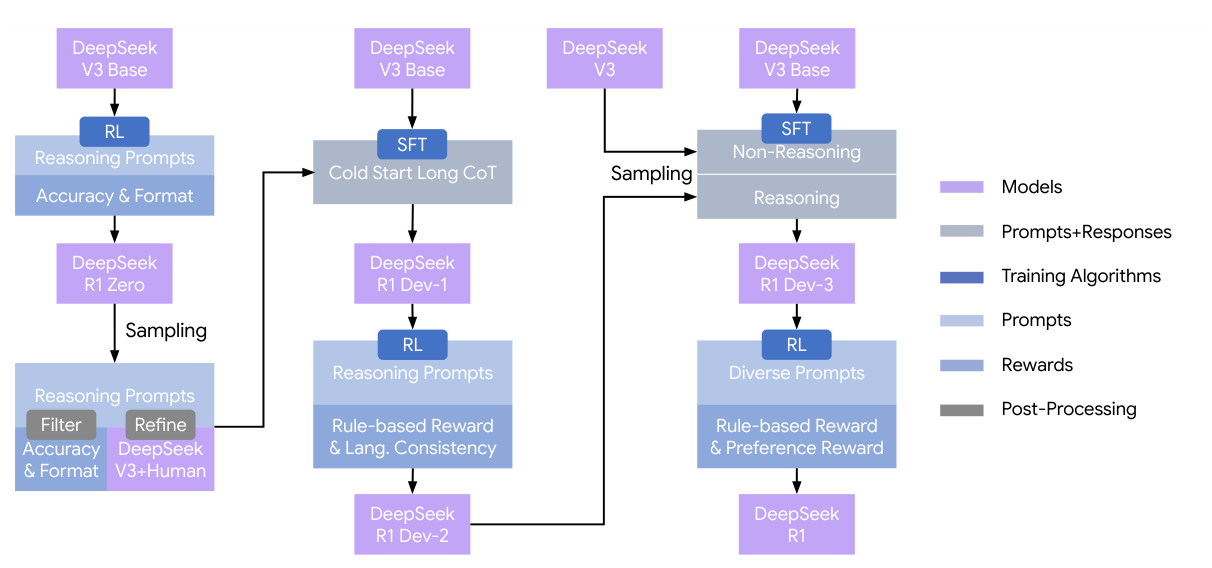 DeepSeek
V3 Base
RL
Reasoning Prompts
Accuracy & Format
DeepSeek
R1 Zero
Sampling
Reasoning Prompts
Filter
Refine
Accuracy
& Format
DeepSeek
V3+Human
DeepSeek
V3 Base
SFT
Cold Start Long CoT
DeepSeek
R1 Dev-1
RL
Reasoning Prompts
Rule-based Reward
& Lang. Consistency
DeepSeek
R1 Dev-2
DeepSeek
V3
DeepSeek
V3 Base
SFT
Non-Reasoning
Sampling
Reasoning
DeepSeek
R1 Dev-3
RL
Diverse Prompts
Rule-based Reward
& Preference Reward
DeepSeek
R1
Models
Prompts+Responses
Training Algorithms
Prompts
Rewards
Post-Processing